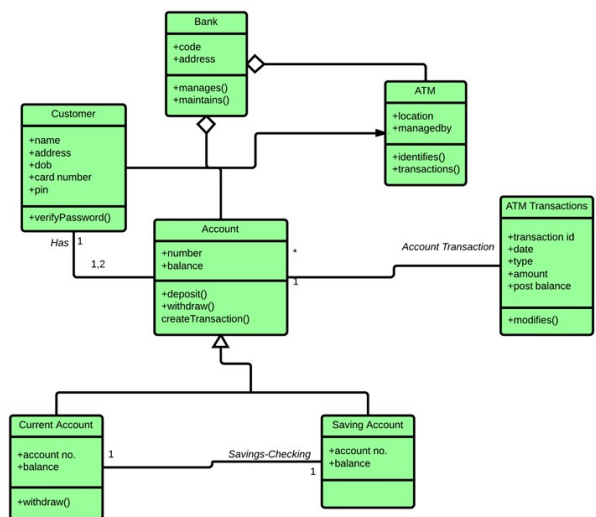 Bank
+code
+address
+manages()
+maintains()
ATM
+location
+managedby
+identifies()
+transactions()
Customer
+name
+address
+dob
+card number
+pin
+verifyPassword()
Has
1
1,2
Account
+number
+balance
+deposit()
+withdraw()
createTransaction()
*
1
Account Transaction
ATM Transactions
+transaction id
+date
+type
+amount
+post balance
+modifies()
Current Account
+account no.
+balance
+withdraw()
1
Savings-Checking
1
Saving Account
+account no.
+balance